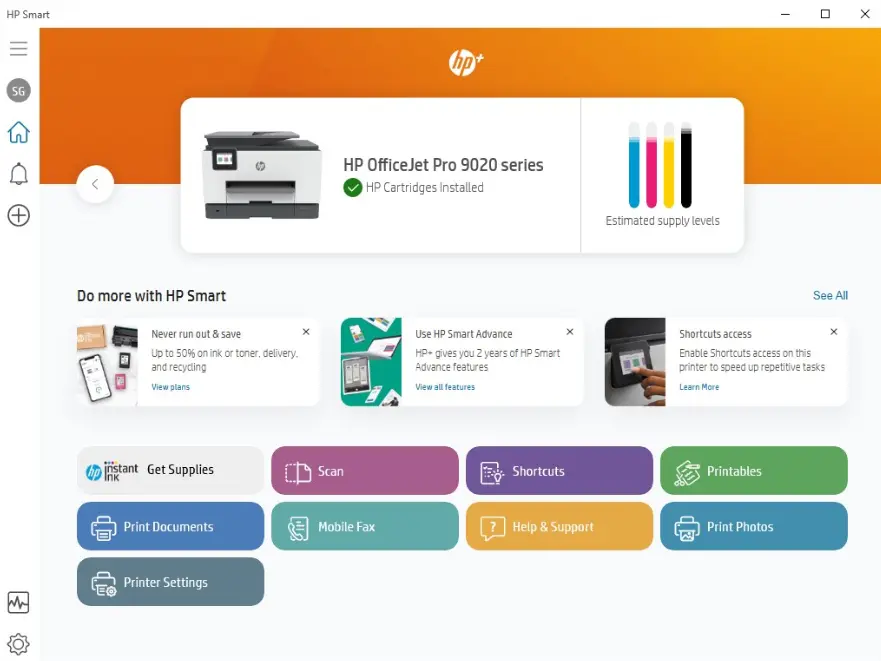 HP Smart
SG
hp+
HP OfficeJet Pro 9020 series
HP Cartridges Installed
Estimated supply levels
Do more with HP Smart
See All
Never run out & save
Up to 50% on ink or toner, delivery,
and recycling
View plans
Use HP Smart Advance
HP+ gives you 2 years of HP Smart
Advance features
View all features
Shortcuts access
Enable Shortcuts access on this
printer to speed up repetitive tasks
Learn More
hp instant ink Get Supplies
Scan
Shortcuts
Printables
Print Documents
Mobile Fax
Help & Support
Print Photos
Printer Settings